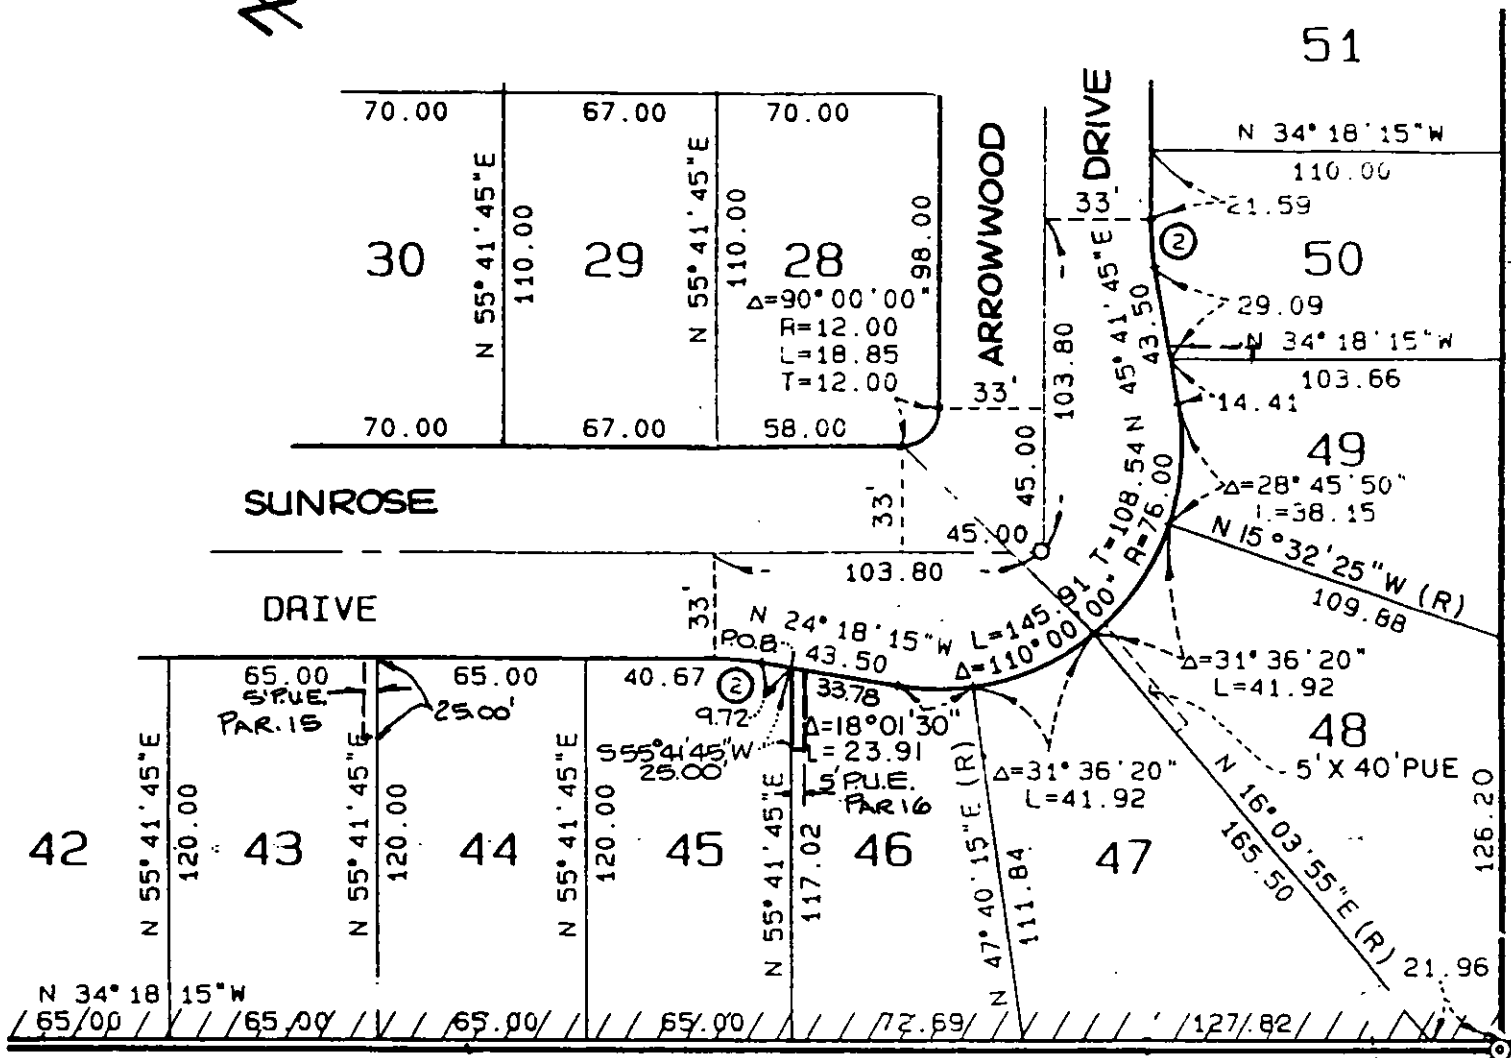 51
70.00
67.00
70.00
N 34°18'15"W
110.00
ARROWWOOD
DRIVE
33'
21.59
N 55°41'45"E
110.00
N 55°41'45"E
110.00
98.00
30
29
28
②
50
Δ=90°00'00"
R=12.00
L=18.85
T=12.00
103.80
N 45°41'45"E
43.50
29.09
N 34°18'15"W
103.66
33'
14.41
70.00
67.00
58.00
45.00
49
Δ=28°45'50"
L=38.15
T=108.54
R=76.00
SUNROSE
33'
45.00
N 15°32'25"W (R)
109.68
103.80
DRIVE
33'
N 24°18'15"W
43.50
L=145.91
Δ=110°00'00"
P.O.B.
Δ=31°36'20"
L=41.92
65.00
65.00
40.67
②
33.78
5'P.U.E.
PAR. 15
25.00'
9.72
Δ=18°01'30"
L=23.91
S55°41'45"W
25.00'
5'P.U.E.
PAR 16
Δ=31°36'20"
L=41.92
48
5'X 40'PUE
N 55°41'45"E
120.00
N 55°41'45"E
120.00
N 55°41'45"E
120.00
N 55°41'45"E
117.02
N 47°40'15"E (R)
111.84
N 16°03'55"E (R)
165.50
126.20
42
43
44
45
46
47
21.96
N 34°18'15"W
65.00
65.00
65.00
65.00
72.69
127.82